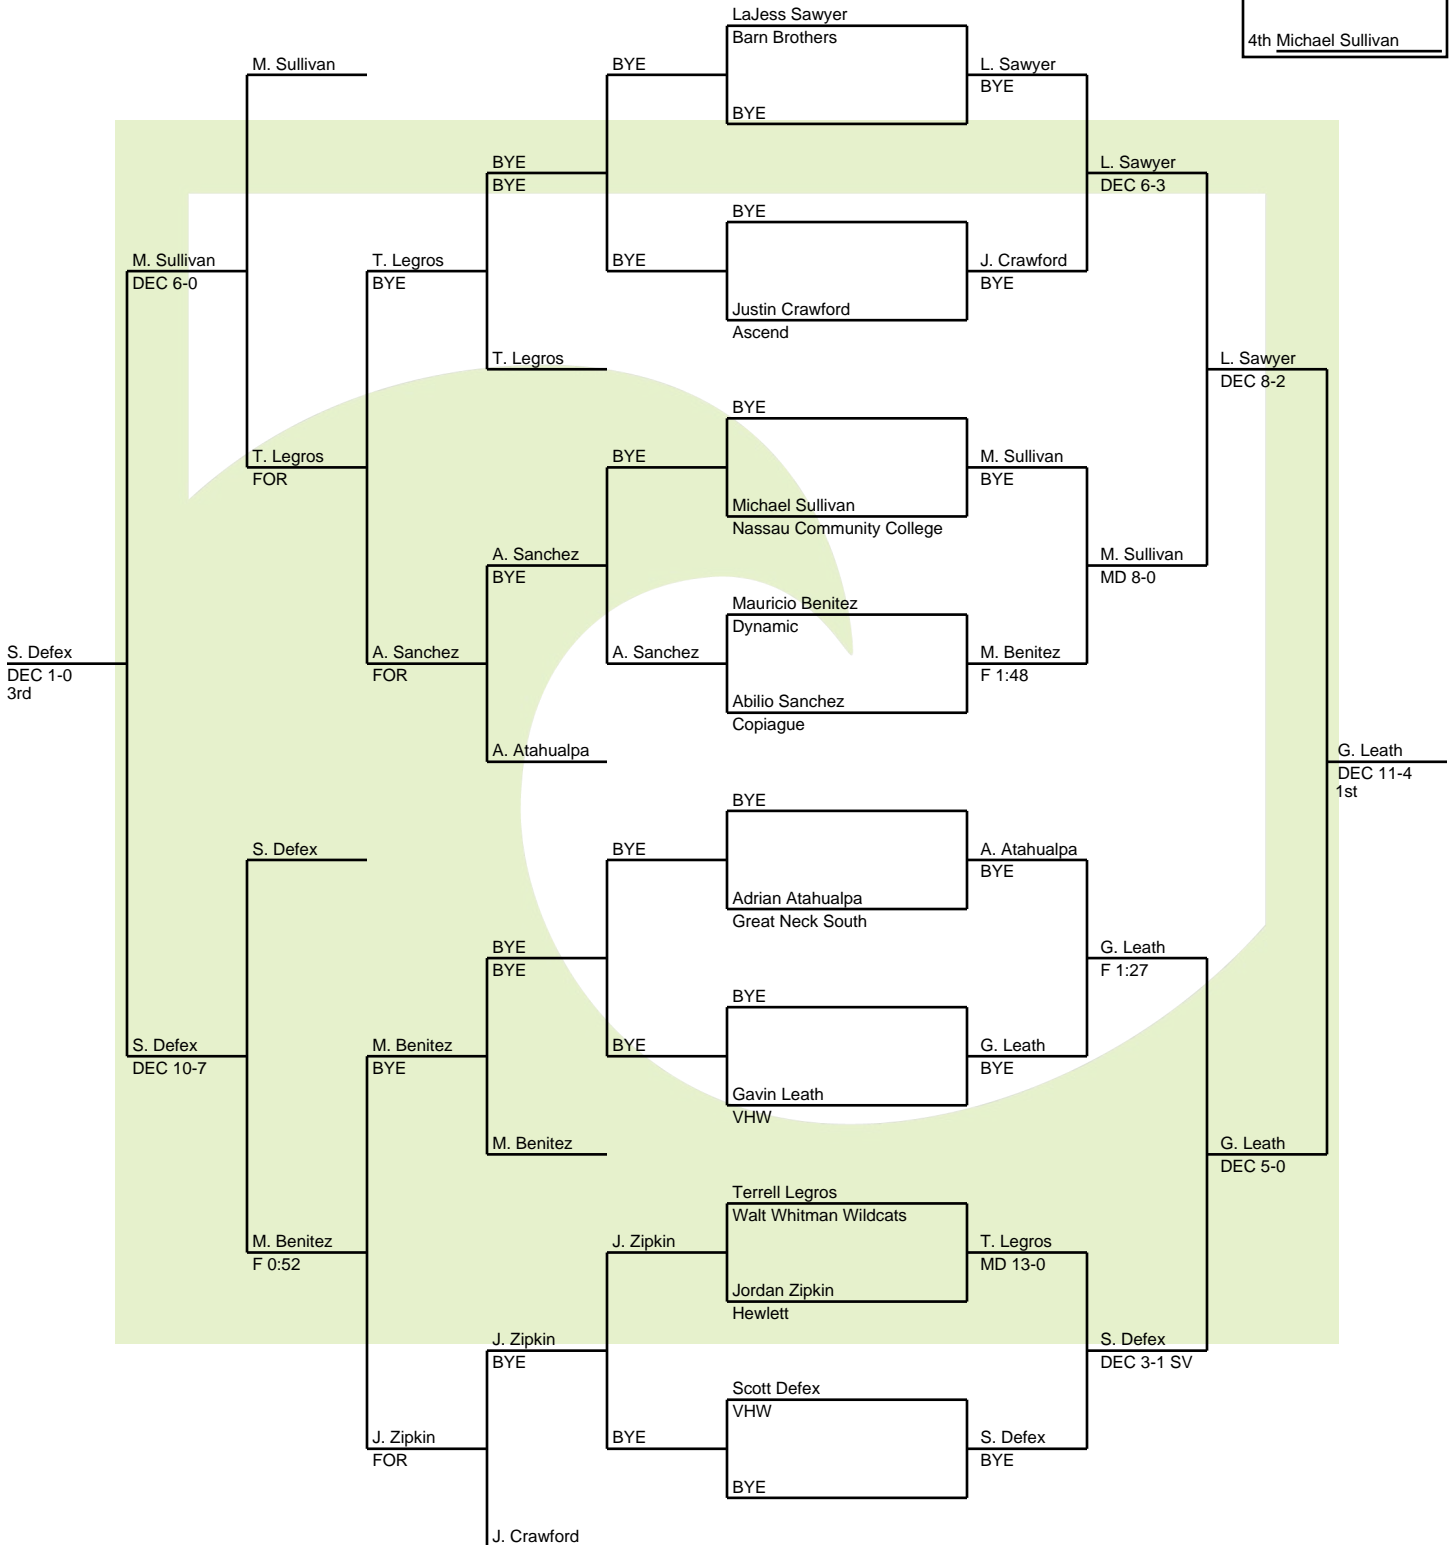 LaJess Sawyer
Barn Brothers
4th Michael Sullivan
M. Sullivan
BYE
L. Sawyer
BYE
BYE
BYE
BYE
L. Sawyer
DEC 6-3
BYE
M. Sullivan
DEC 6-0
T. Legros
BYE
BYE
J. Crawford
BYE
Justin Crawford
Ascend
T. Legros
L. Sawyer
DEC 8-2
BYE
T. Legros
FOR
BYE
M. Sullivan
BYE
Michael Sullivan
Nassau Community College
A. Sanchez
BYE
M. Sullivan
MD 8-0
Mauricio Benitez
Dynamic
S. Defex
DEC 1-0
3rd
A. Sanchez
FOR
A. Sanchez
M. Benitez
F 1:48
Abilio Sanchez
Copiague
A. Atahualpa
G. Leath
DEC 11-4
1st
BYE
S. Defex
BYE
A. Atahualpa
BYE
Adrian Atahualpa
Great Neck South
BYE
BYE
G. Leath
F 1:27
BYE
S. Defex
DEC 10-7
M. Benitez
BYE
BYE
G. Leath
BYE
Gavin Leath
VHW
M. Benitez
G. Leath
DEC 5-0
Terrell Legros
Walt Whitman Wildcats
M. Benitez
F 0:52
J. Zipkin
T. Legros
MD 13-0
Jordan Zipkin
Hewlett
J. Zipkin
BYE
S. Defex
DEC 3-1 SV
Scott Defex
VHW
J. Zipkin
FOR
BYE
S. Defex
BYE
BYE
J. Crawford